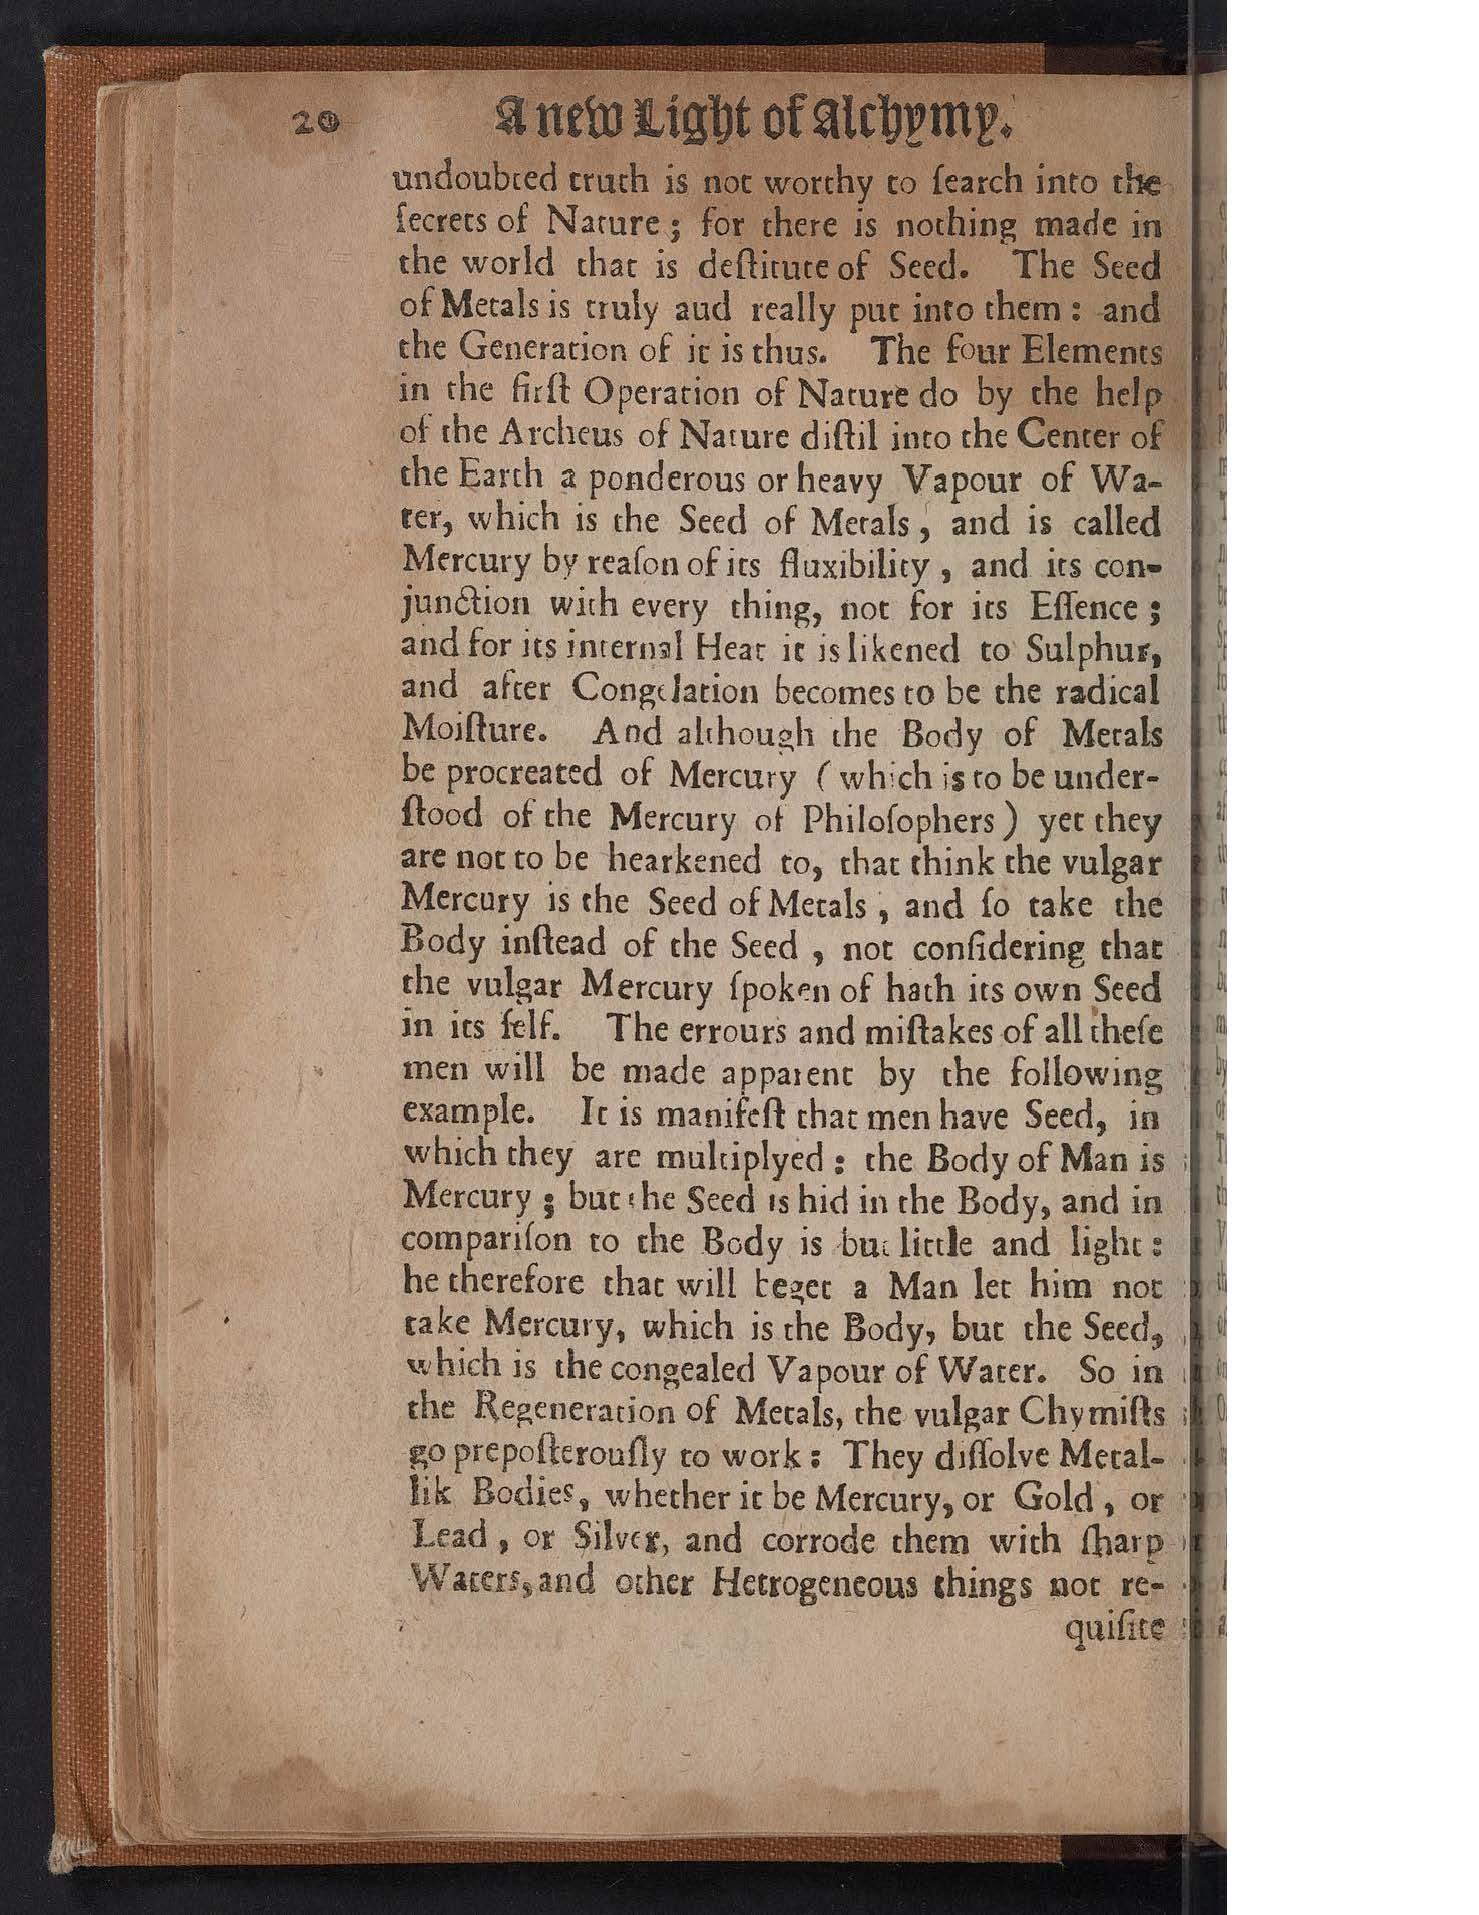 20 A new Light of Alchymy.
undoubted truth is not worthy to ſearch into the
ſecrets of Nature ; for there is nothing made in
the world that is deſtitute of Seed. The Seed
of Metals is truly aud really put into them : and
the Generation of it is thus. The four Elements
in the firſt Operation of Nature do by the help
of the Archeus of Nature diſtil into the Center of
the Earth a ponderous or heavy Vapour of Wa-
ter, which is the Seed of Metals, and is called
Mercury by reaſon of its fluxibility, and its con-
junction with every thing, not for its Eſſence ;
and for its internal Heat it is likened to Sulphur,
and after Congelation becomes to be the radical
Moiſture. And although the Body of Metals
be procreated of Mercury ( which is to be under-
ſtood of the Mercury of Philoſophers ) yet they
are not to be hearkened to, that think the vulgar
Mercury is the Seed of Metals, and ſo take the
Body inſtead of the Seed, not conſidering that
the vulgar Mercury ſpoken of hath its own Seed
in its ſelf. The errours and miſtakes of all theſe
men will be made apparent by the following
example. It is manifeſt that men have Seed, in
which they are multiplyed : the Body of Man is
Mercury ; but the Seed is hid in the Body, and in
compariſon to the Body is but little and light :
he therefore that will beget a Man let him not
take Mercury, which is the Body, but the Seed,
which is the congealed Vapour of Water. So in
the Regeneration of Metals, the vulgar Chymiſts
go prepoſterouſly to work : They diſſolve Metal-
lik Bodies, whether it be Mercury, or Gold, or
Lead, or Silver, and corrode them with ſharp
Waters, and other Hetrogeneous things not re-
quiſite